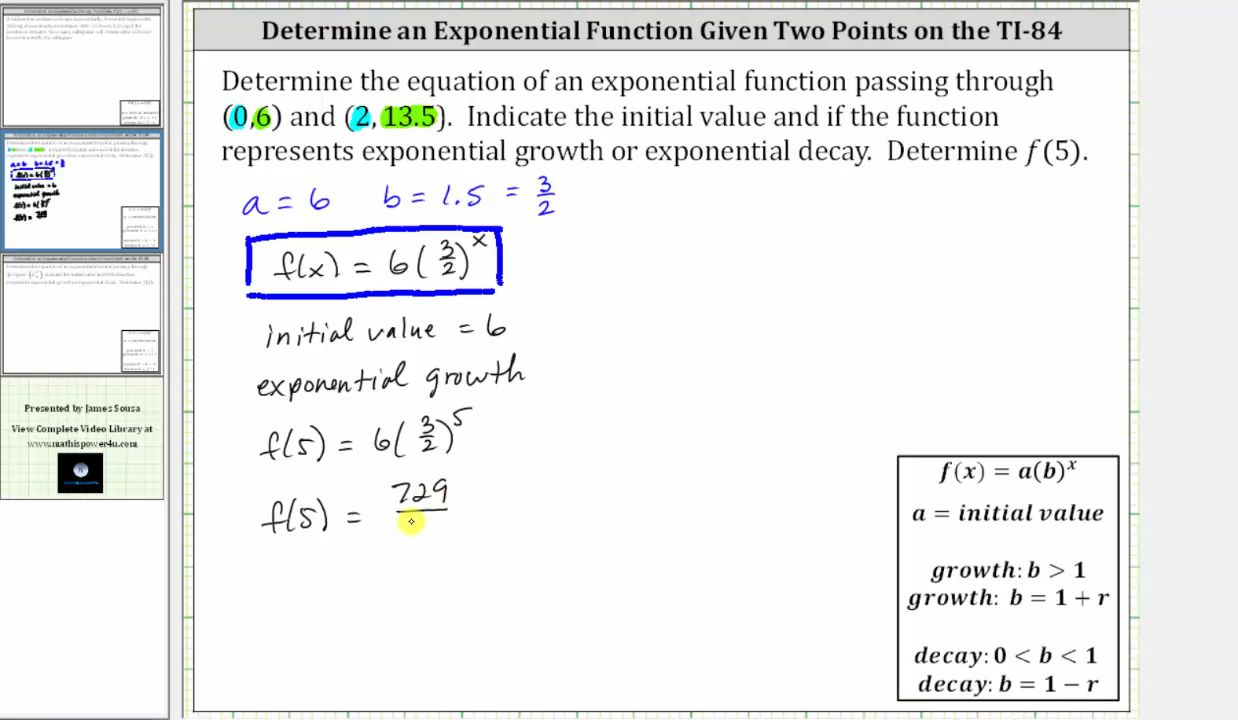 Determine an Exponential Function Given Two Points on the TI-84
Determine the equation of an exponential function passing through
(0,6) and (2,13.5). Indicate the initial value and if the function
represents exponential growth or exponential decay. Determine f(5).
a = 6 b = 1.5 = 3/2
f(x) = 6(3/2)^x
initial value = 6
exponential growth
f(5) = 6(3/2)^5
f(5) = 729
f(x) = a(b)^x
a = initial value
growth: b > 1
growth: b = 1 + r
decay: 0 < b < 1
decay: b = 1 − r
Presented by James Sousa
View Complete Video Library at
www.mathispower4u.com